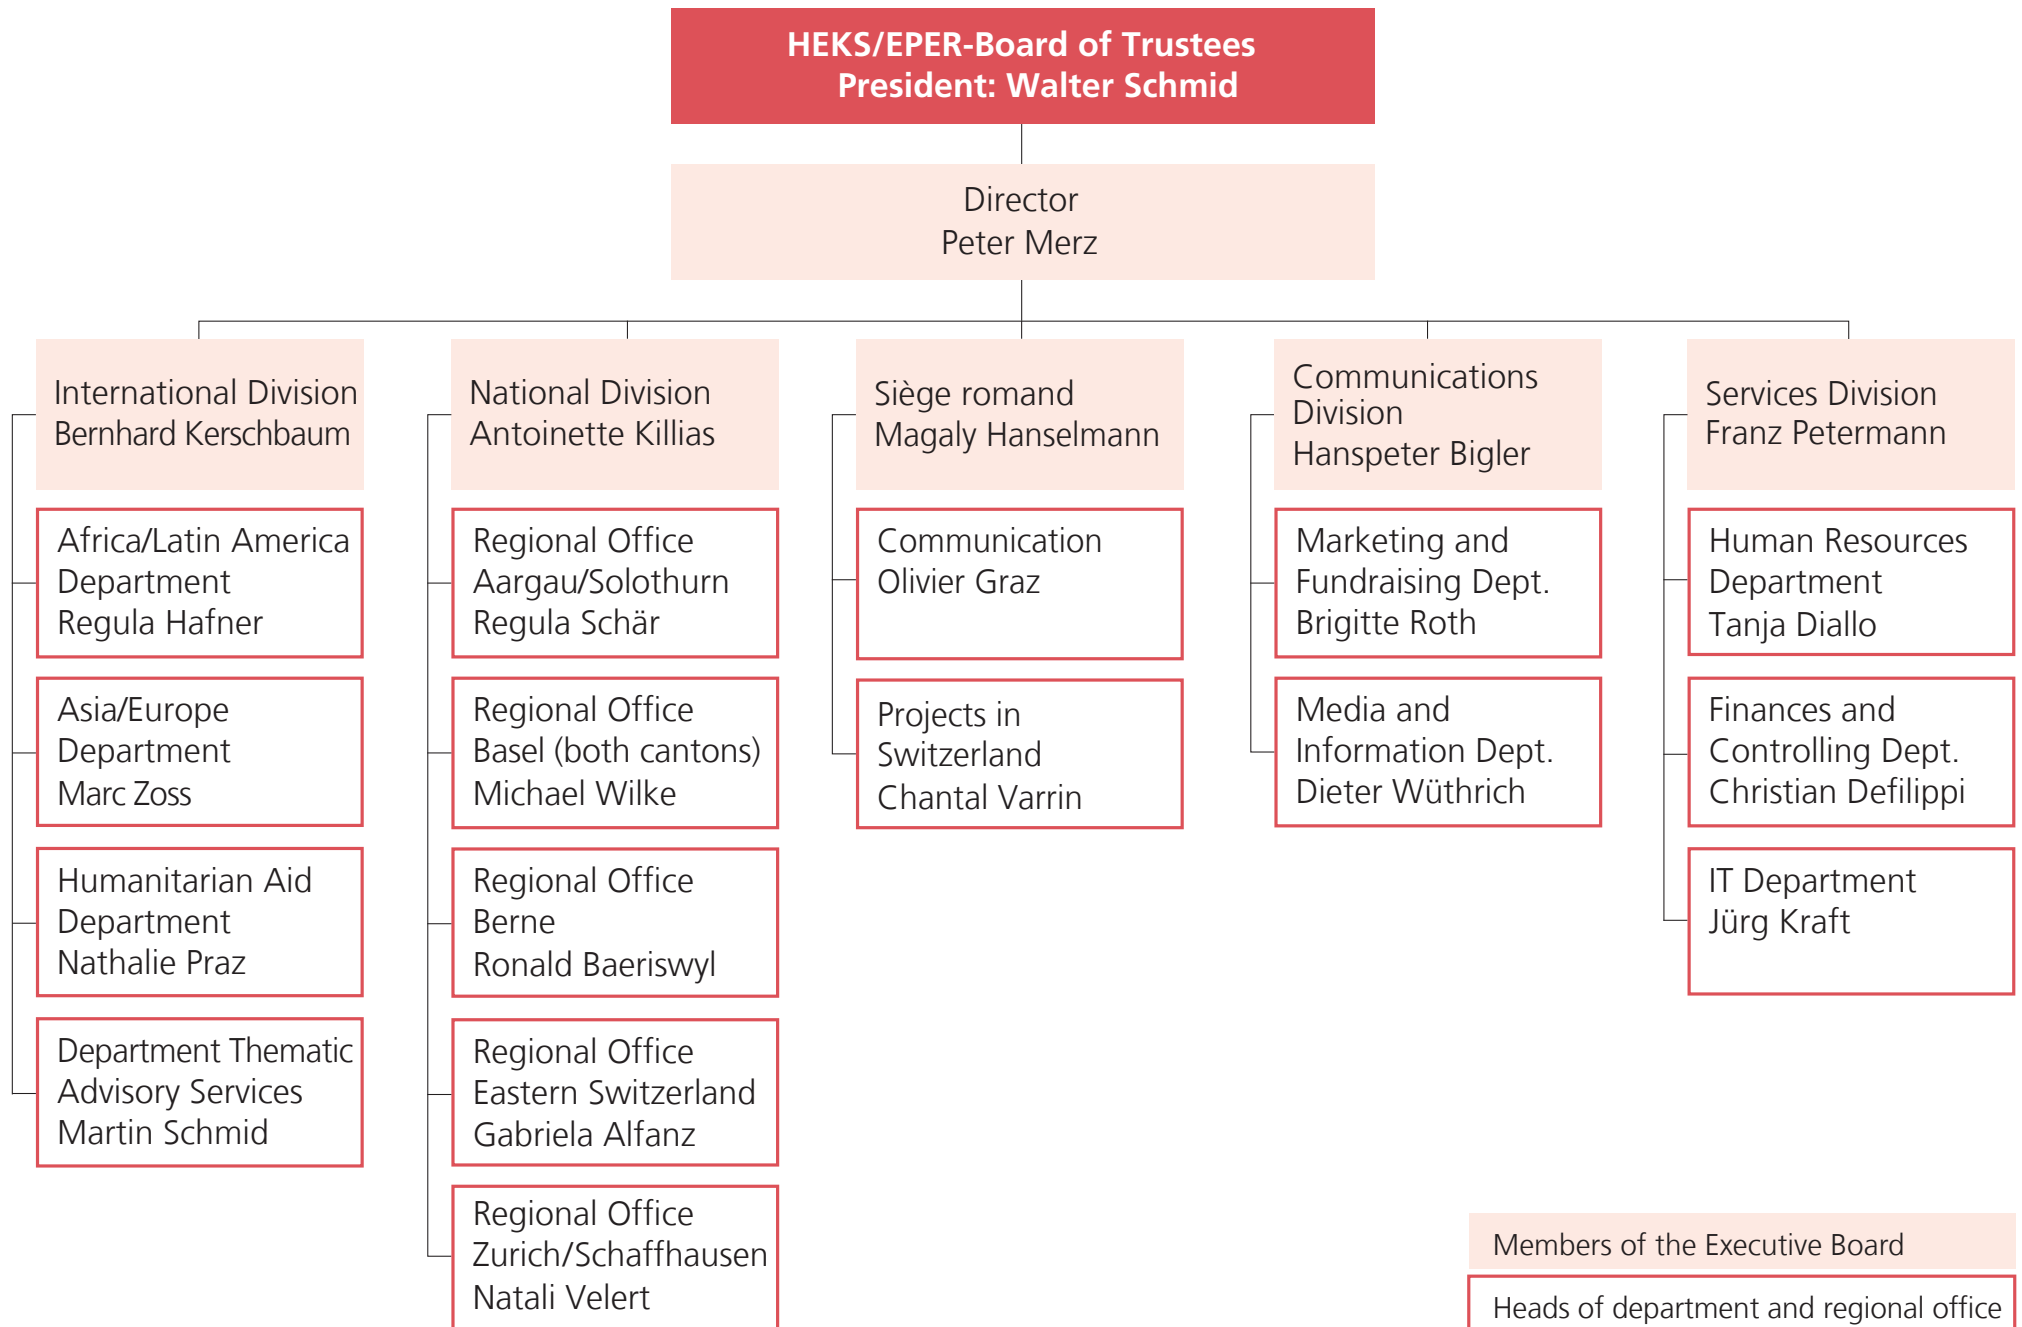 HEKS/EPER-Board of Trustees
President: Walter Schmid
Director
Peter Merz
International Division
Bernhard Kerschbaum
Africa/Latin America
Department
Regula Hafner
Asia/Europe
Department
Marc Zoss
Humanitarian Aid
Department
Nathalie Praz
Department Thematic
Advisory Services
Martin Schmid
National Division
Antoinette Killias
Regional Office
Aargau/Solothurn
Regula Schär
Regional Office
Basel (both cantons)
Michael Wilke
Regional Office
Berne
Ronald Baeriswyl
Regional Office
Eastern Switzerland
Gabriela Alfanz
Regional Office
Zurich/Schaffhausen
Natali Velert
Siège romand
Magaly Hanselmann
Communication
Olivier Graz
Projects in
Switzerland
Chantal Varrin
Communications
Division
Hanspeter Bigler
Marketing and
Fundraising Dept.
Brigitte Roth
Media and
Information Dept.
Dieter Wüthrich
Services Division
Franz Petermann
Human Resources
Department
Tanja Diallo
Finances and
Controlling Dept.
Christian Defilippi
IT Department
Jürg Kraft
Members of the Executive Board
Heads of department and regional office